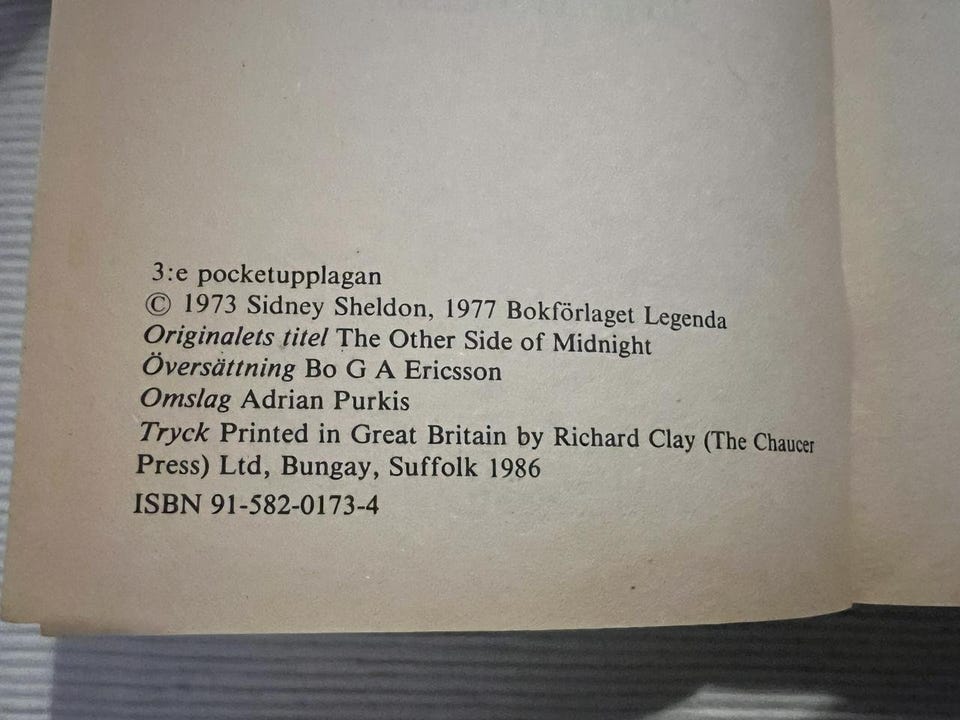 3:e pocketupplagan
© 1973 Sidney Sheldon, 1977 Bokförlaget Legenda
Originalets titel The Other Side of Midnight
Översättning Bo G A Ericsson
Omslag Adrian Purkis
Tryck Printed in Great Britain by Richard Clay (The Chaucer
Press) Ltd, Bungay, Suffolk 1986
ISBN 91-582-0173-4